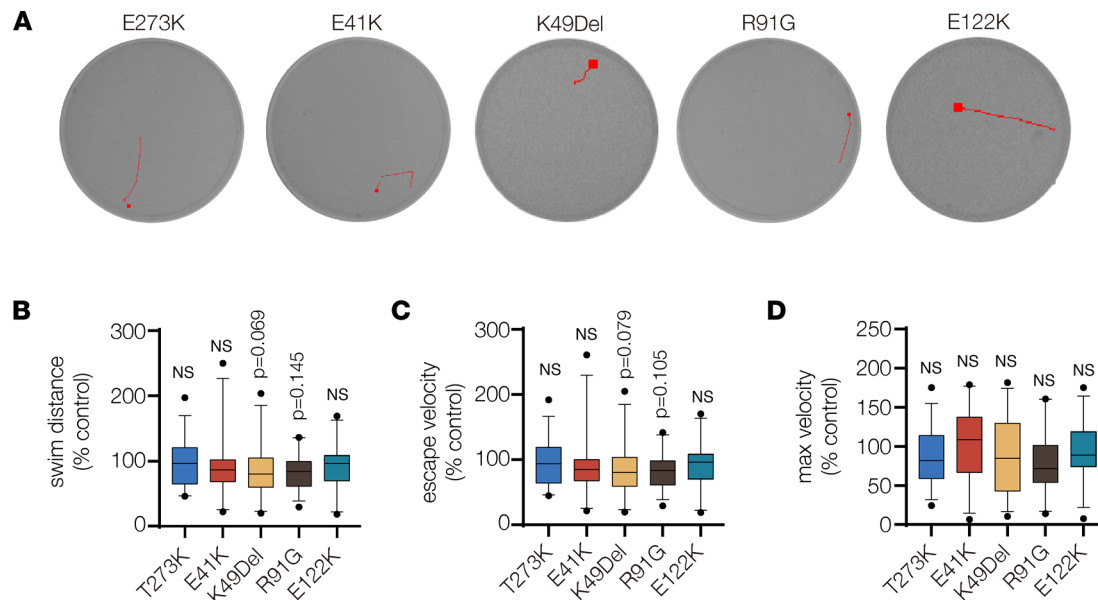 A
E273K
E41K
K49Del
R91G
E122K
B
swim distance
(% control)
300
200
100
0
NS
NS
p=0.069
p=0.145
NS
T273K
E41K
K49Del
R91G
E122K
C
escape velocity
(% control)
300
200
100
0
NS
NS
p=0.079
p=0.105
NS
T273K
E41K
K49Del
R91G
E122K
D
max velocity
(% control)
250
200
150
100
50
0
NS
NS
NS
NS
NS
T273K
E41K
K49Del
R91G
E122K